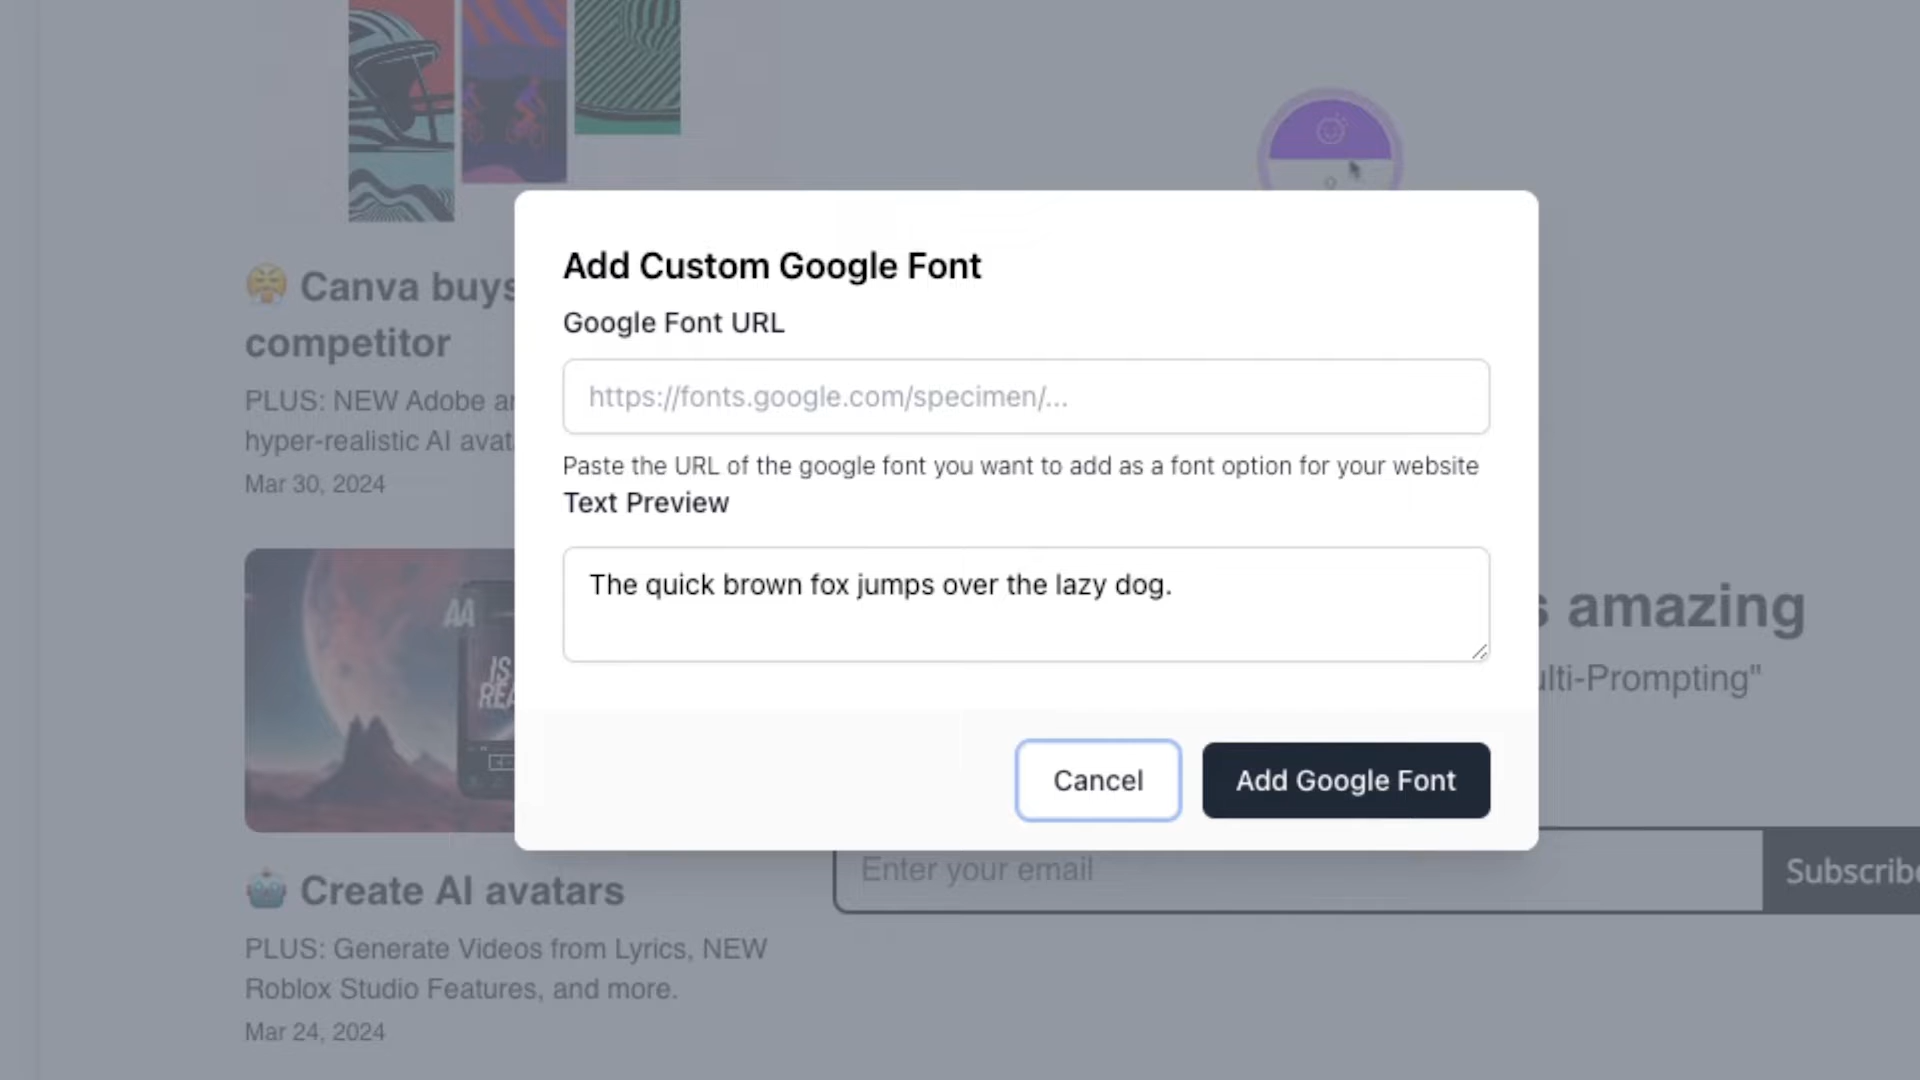 Add Custom Google Font
Google Font URL
https://fonts.google.com/specimen/...
Paste the URL of the google font you want to add as a font option for your website
Text Preview
The quick brown fox jumps over the lazy dog.
Cancel
Add Google Font
😤 Canva buys
competitor
PLUS: NEW Adobe
hyper-realistic AI
Mar 30, 2024
AA
IS
🤖 Create AI avatars
PLUS: Generate Videos from Lyrics, NEW
Roblox Studio Features, and more.
Mar 24, 2024
amazing
lti-Prompting"
Enter your email
Subscribe